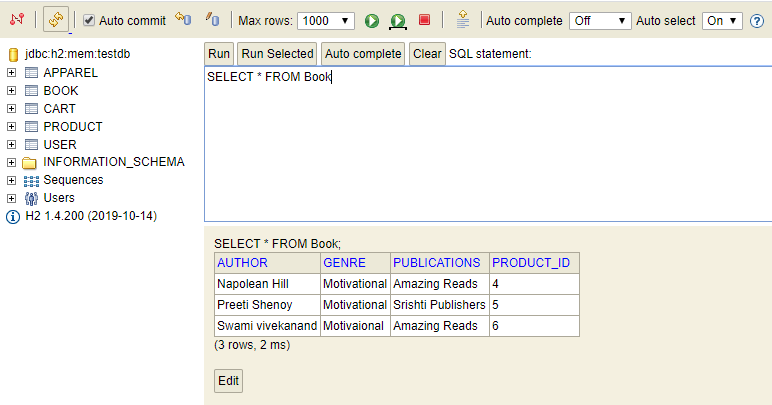 Auto commit Max rows: 1000 Auto complete Off Auto select On ?
jdbc:h2:mem:testdb
APPAREL
BOOK
CART
PRODUCT
USER
INFORMATION_SCHEMA
Sequences
Users
H2 1.4.200 (2019-10-14)
Run Run Selected Auto complete Clear SQL statement:
SELECT * FROM Book
SELECT * FROM Book;
AUTHOR GENRE PUBLICATIONS PRODUCT_ID
Napolean Hill Motivational Amazing Reads 4
Preeti Shenoy Motivational Srishti Publishers 5
Swami vivekanand Motivaional Amazing Reads 6
(3 rows, 2 ms)
Edit